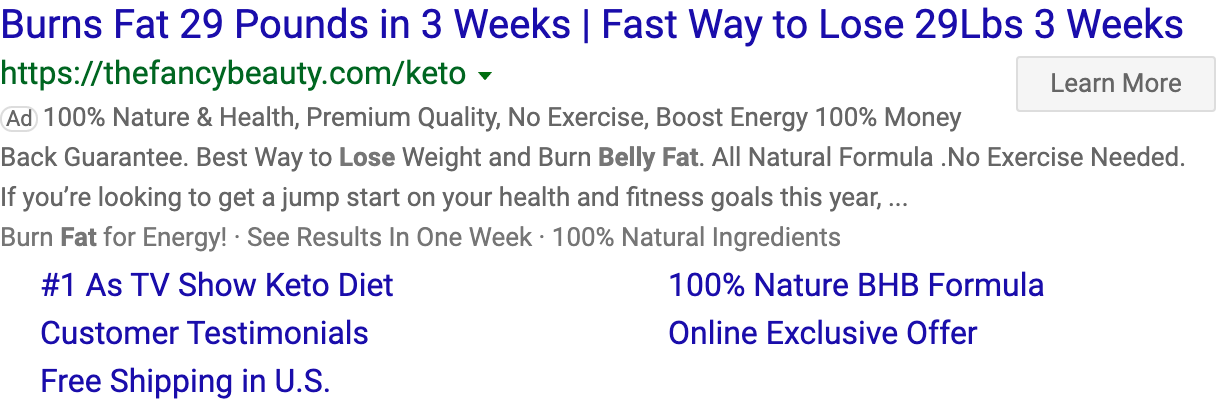 Burns Fat 29 Pounds in 3 Weeks | Fast Way to Lose 29Lbs 3 Weeks
https://thefancybeauty.com/keto
Learn More
Ad 100% Nature & Health, Premium Quality, No Exercise, Boost Energy 100% Money
Back Guarantee. Best Way to Lose Weight and Burn Belly Fat. All Natural Formula .No Exercise Needed.
If you’re looking to get a jump start on your health and fitness goals this year, ...
Burn Fat for Energy! · See Results In One Week · 100% Natural Ingredients
#1 As TV Show Keto Diet
100% Nature BHB Formula
Customer Testimonials
Online Exclusive Offer
Free Shipping in U.S.